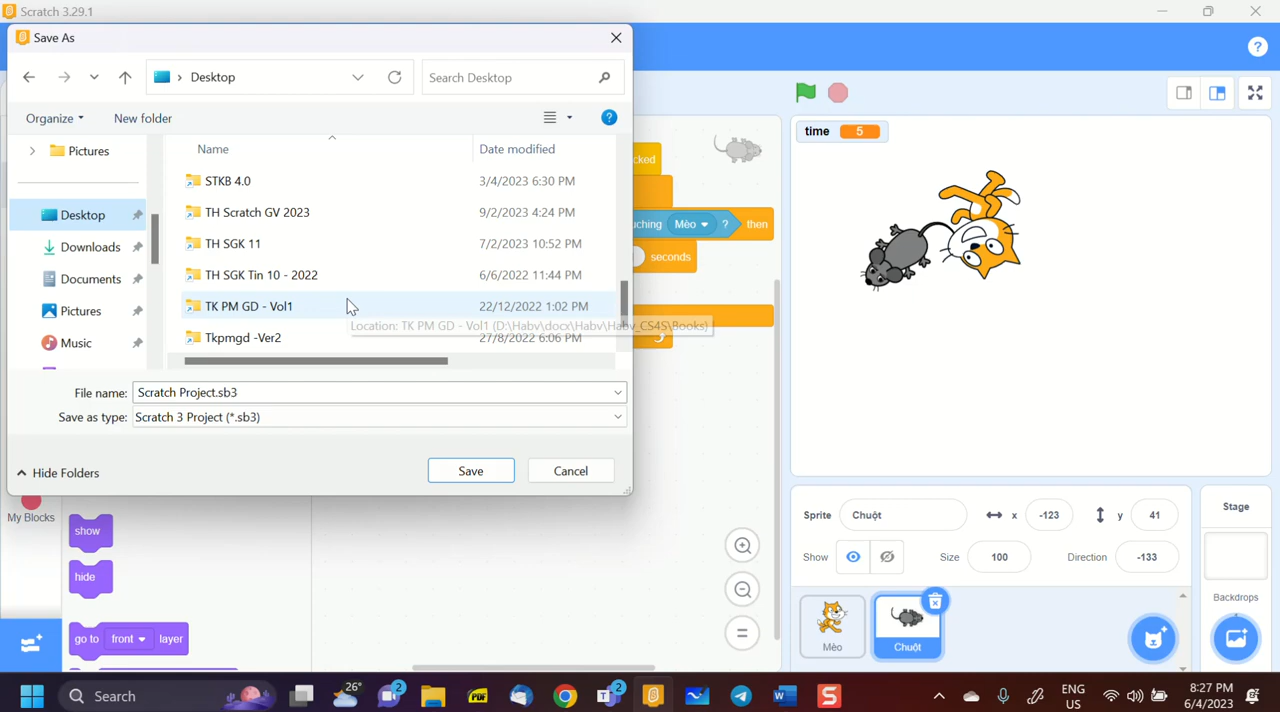 Scratch 3.29.1
Save As
Desktop
Search Desktop
Organize
New folder
Name
Date modified
Pictures
Desktop
Downloads
Documents
Pictures
Music
STKB 4.0
3/4/2023 6:30 PM
TH Scratch GV 2023
9/2/2023 4:24 PM
TH SGK 11
7/2/2023 10:52 PM
TH SGK Tin 10 - 2022
6/6/2022 11:44 PM
TK PM GD - Vol1
22/12/2022 1:02 PM
Location: TK PM GD - Vol1 (D:\Habv\docx\Habv\Habv_CS4S\Books)
Tkpmgd -Ver2
27/8/2022 6:06 PM
File name: Scratch Project.sb3
Save as type: Scratch 3 Project (*.sb3)
Hide Folders
Save
Cancel
cked
uching Mèo ? then
seconds
time 5
My Blocks
show
hide
go to front layer
Sprite Chuột x -123 y 41
Show Size 100 Direction -133
Mèo
Chuột
Stage
Backdrops
Search
26°
2
PDF
2
ENG
US
8:27 PM
6/4/2023